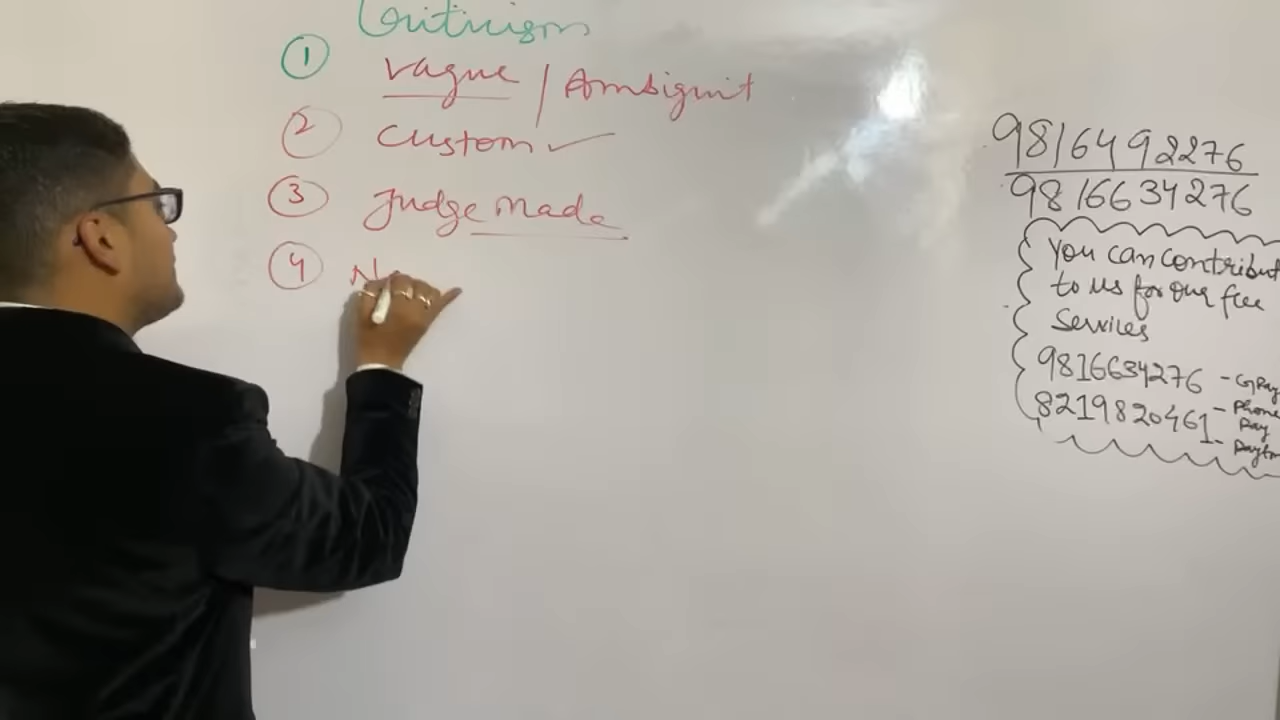 Criticism
① vague / Ambiguit
② Custom ✓
③ Judge made
④ N
9816492276
9816634276
You can contribut
to us for our free
Services
9816634276 - GPay
8219820461 - Phone
Pay
- Paytm